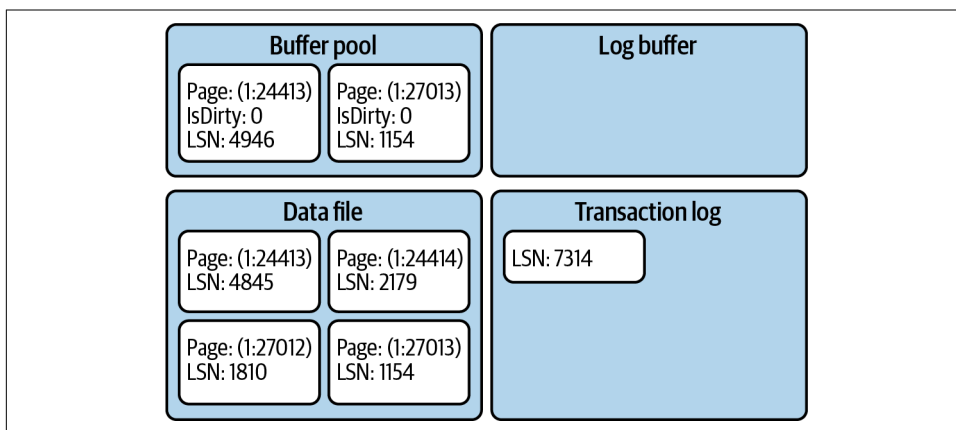 Buffer pool
Page: (1:24413)
IsDirty: 0
LSN: 4946
Page: (1:27013)
IsDirty: 0
LSN: 1154
Log buffer
Data file
Page: (1:24413)
LSN: 4845
Page: (1:24414)
LSN: 2179
Page: (1:27012)
LSN: 1810
Page: (1:27013)
LSN: 1154
Transaction log
LSN: 7314